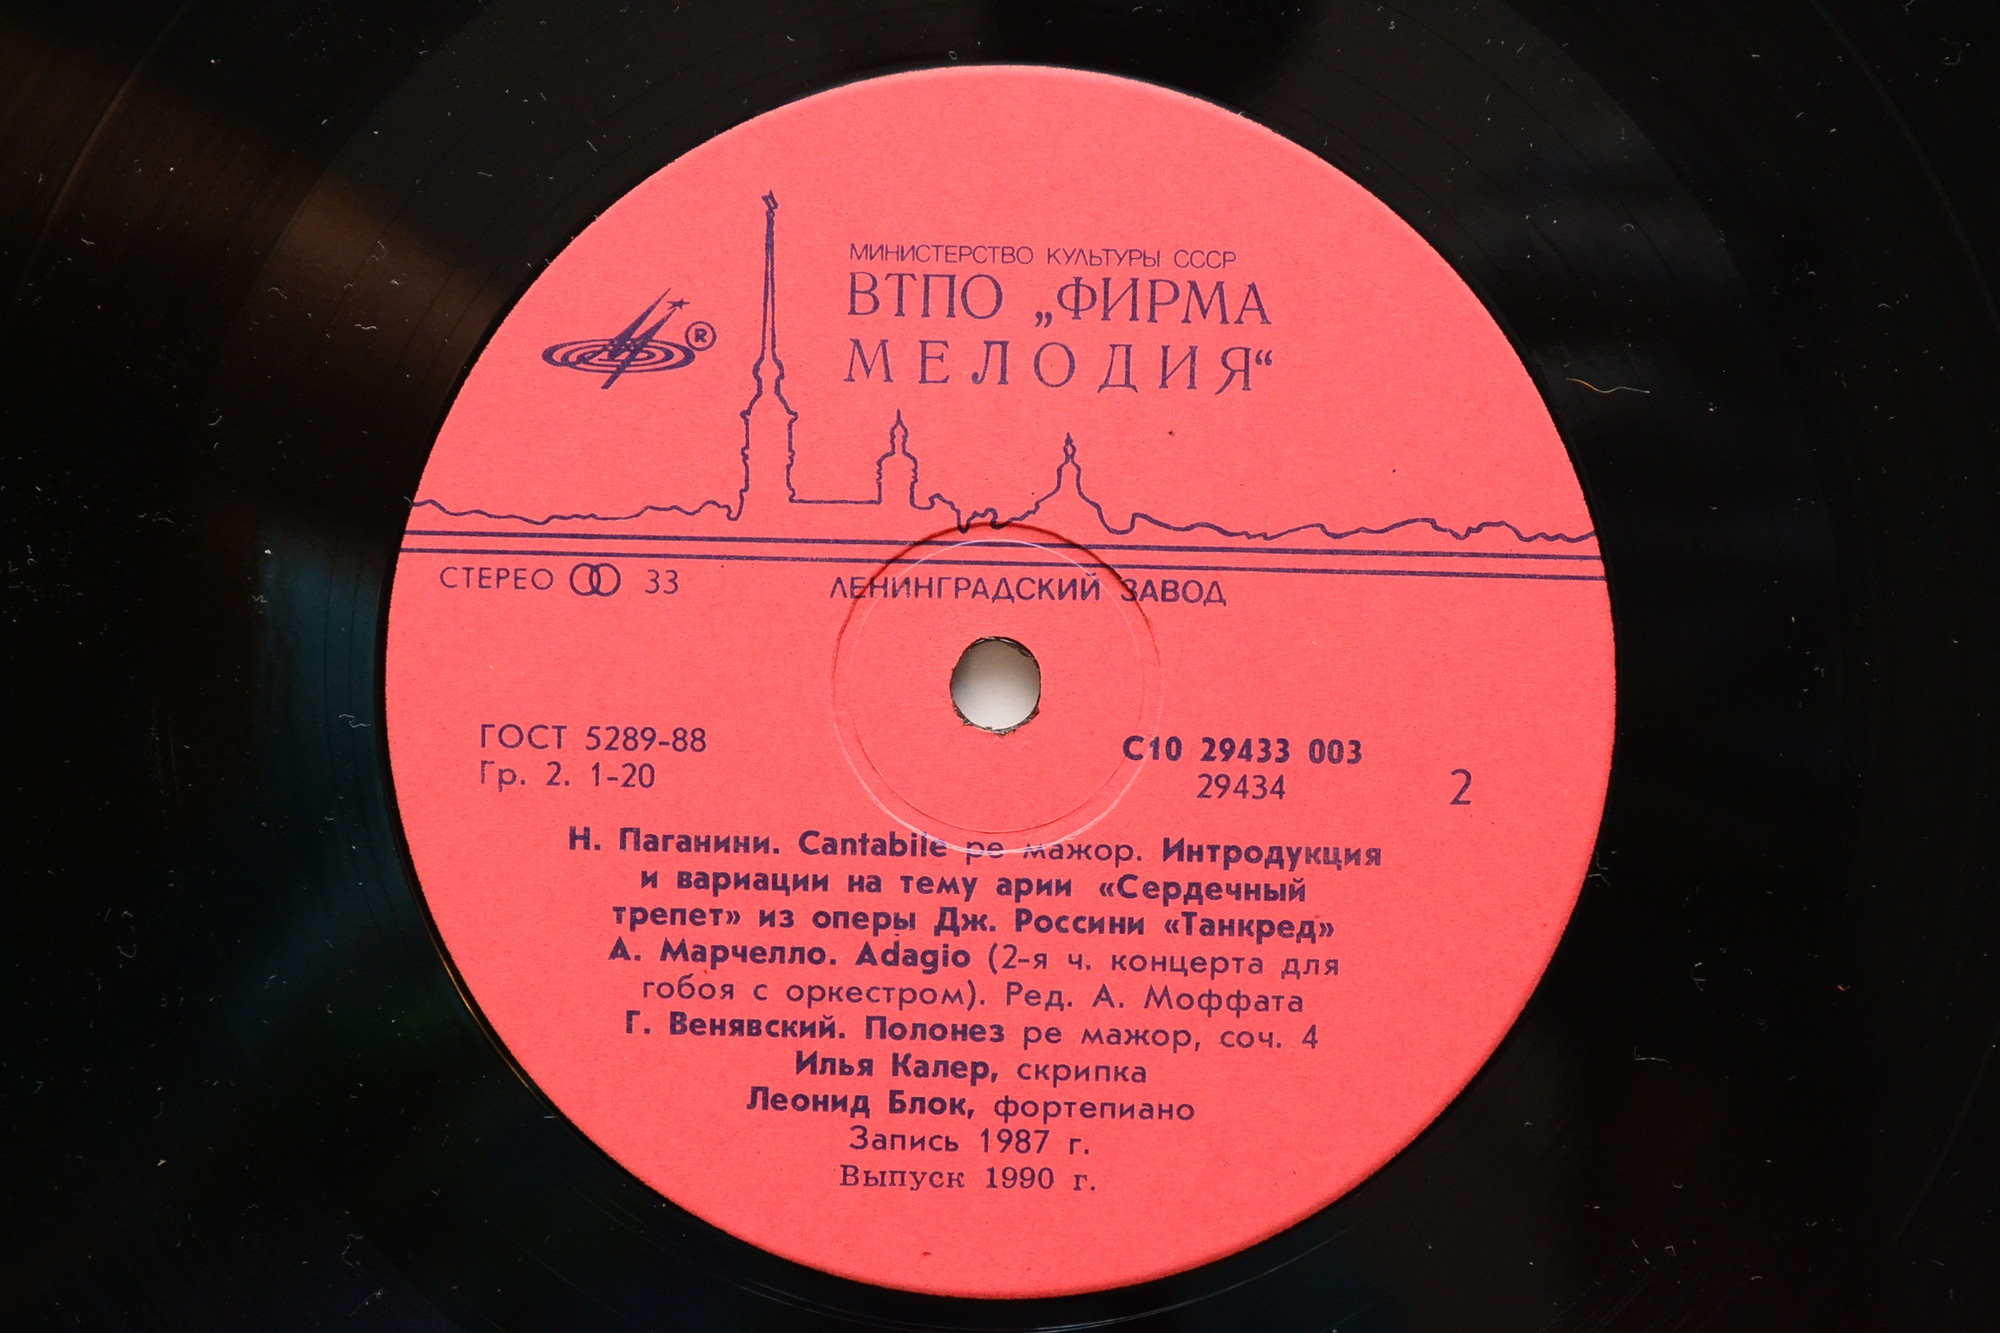 МИНИСТЕРСТВО КУЛЬТУРЫ СССР
ВТПО „ФИРМА
МЕЛОДИЯ“
®
СТЕРЕО 33
ЛЕНИНГРАДСКИЙ ЗАВОД
ГОСТ 5289-88
Гр. 2. 1-20
С10 29433 003
29434
2
Н. Паганини. Cantabile ре мажор. Интродукция
и вариации на тему арии «Сердечный
трепет» из оперы Дж. Россини «Танкред»
А. Марчелло. Adagio (2-я ч. концерта для
гобоя с оркестром). Ред. А. Моффата
Г. Венявский. Полонез ре мажор, соч. 4
Илья Калер, скрипка
Леонид Блок, фортепиано
Запись 1987 г.
Выпуск 1990 г.